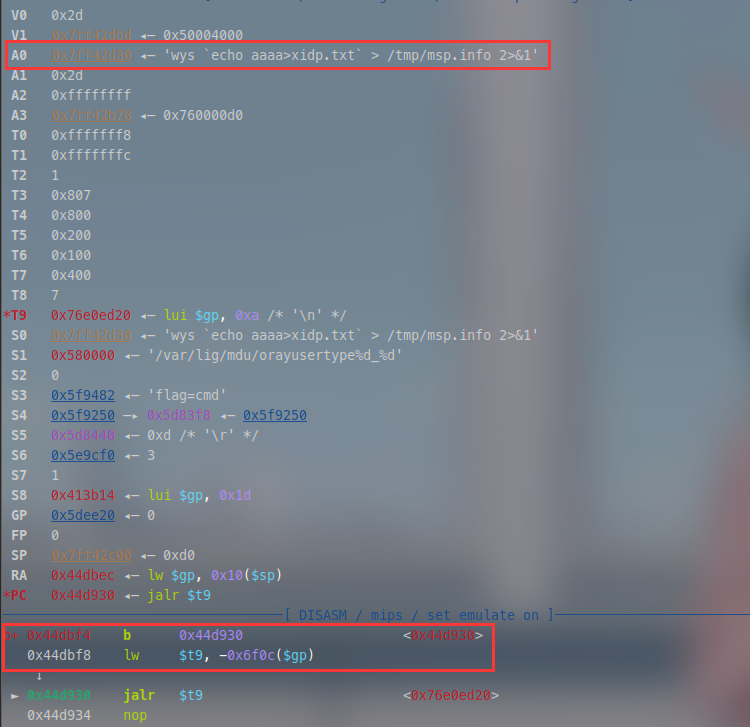 V0 0x2d
V1 0x7ff42d5d ◂— 0x50004000
A0 0x7ff42d30 ◂— 'wys `echo aaaa>xidp.txt` > /tmp/msp.info 2>&1'
A1 0x2d
A2 0xffffffff
A3 0x7ff42b78 ◂— 0x760000d0
T0 0xfffffff8
T1 0xfffffffc
T2 1
T3 0x807
T4 0x800
T5 0x200
T6 0x100
T7 0x400
T8 7
*T9 0x76e0ed20 ◂— lui $gp, 0xa /* '\n' */
S0 0x7ff42d30 ◂— 'wys `echo aaaa>xidp.txt` > /tmp/msp.info 2>&1'
S1 0x580000 ◂— '/var/lig/mdu/orayusertype%d_%d'
S2 0
S3 0x5f9482 ◂— 'flag=cmd'
S4 0x5f9250 —▸ 0x5d83f8 ◂— 0x5f9250
S5 0x5d8440 ◂— 0xd /* '\r' */
S6 0x5e9cf0 ◂— 3
S7 1
S8 0x413b14 ◂— lui $gp, 0x1d
GP 0x5dee20 ◂— 0
FP 0
SP 0x7ff42c00 ◂— 0xd0
RA 0x44dbec ◂— lw $gp, 0x10($sp)
*PC 0x44d930 ◂— jalr $t9
[ DISASM / mips / set emulate on ]
0x44dbf4 b 0x44d930 <0x44d930>
0x44dbf8 lw $t9, -0x6f0c($gp)
↓
► 0x44d930 jalr $t9 <0x76e0ed20>
0x44d934 nop